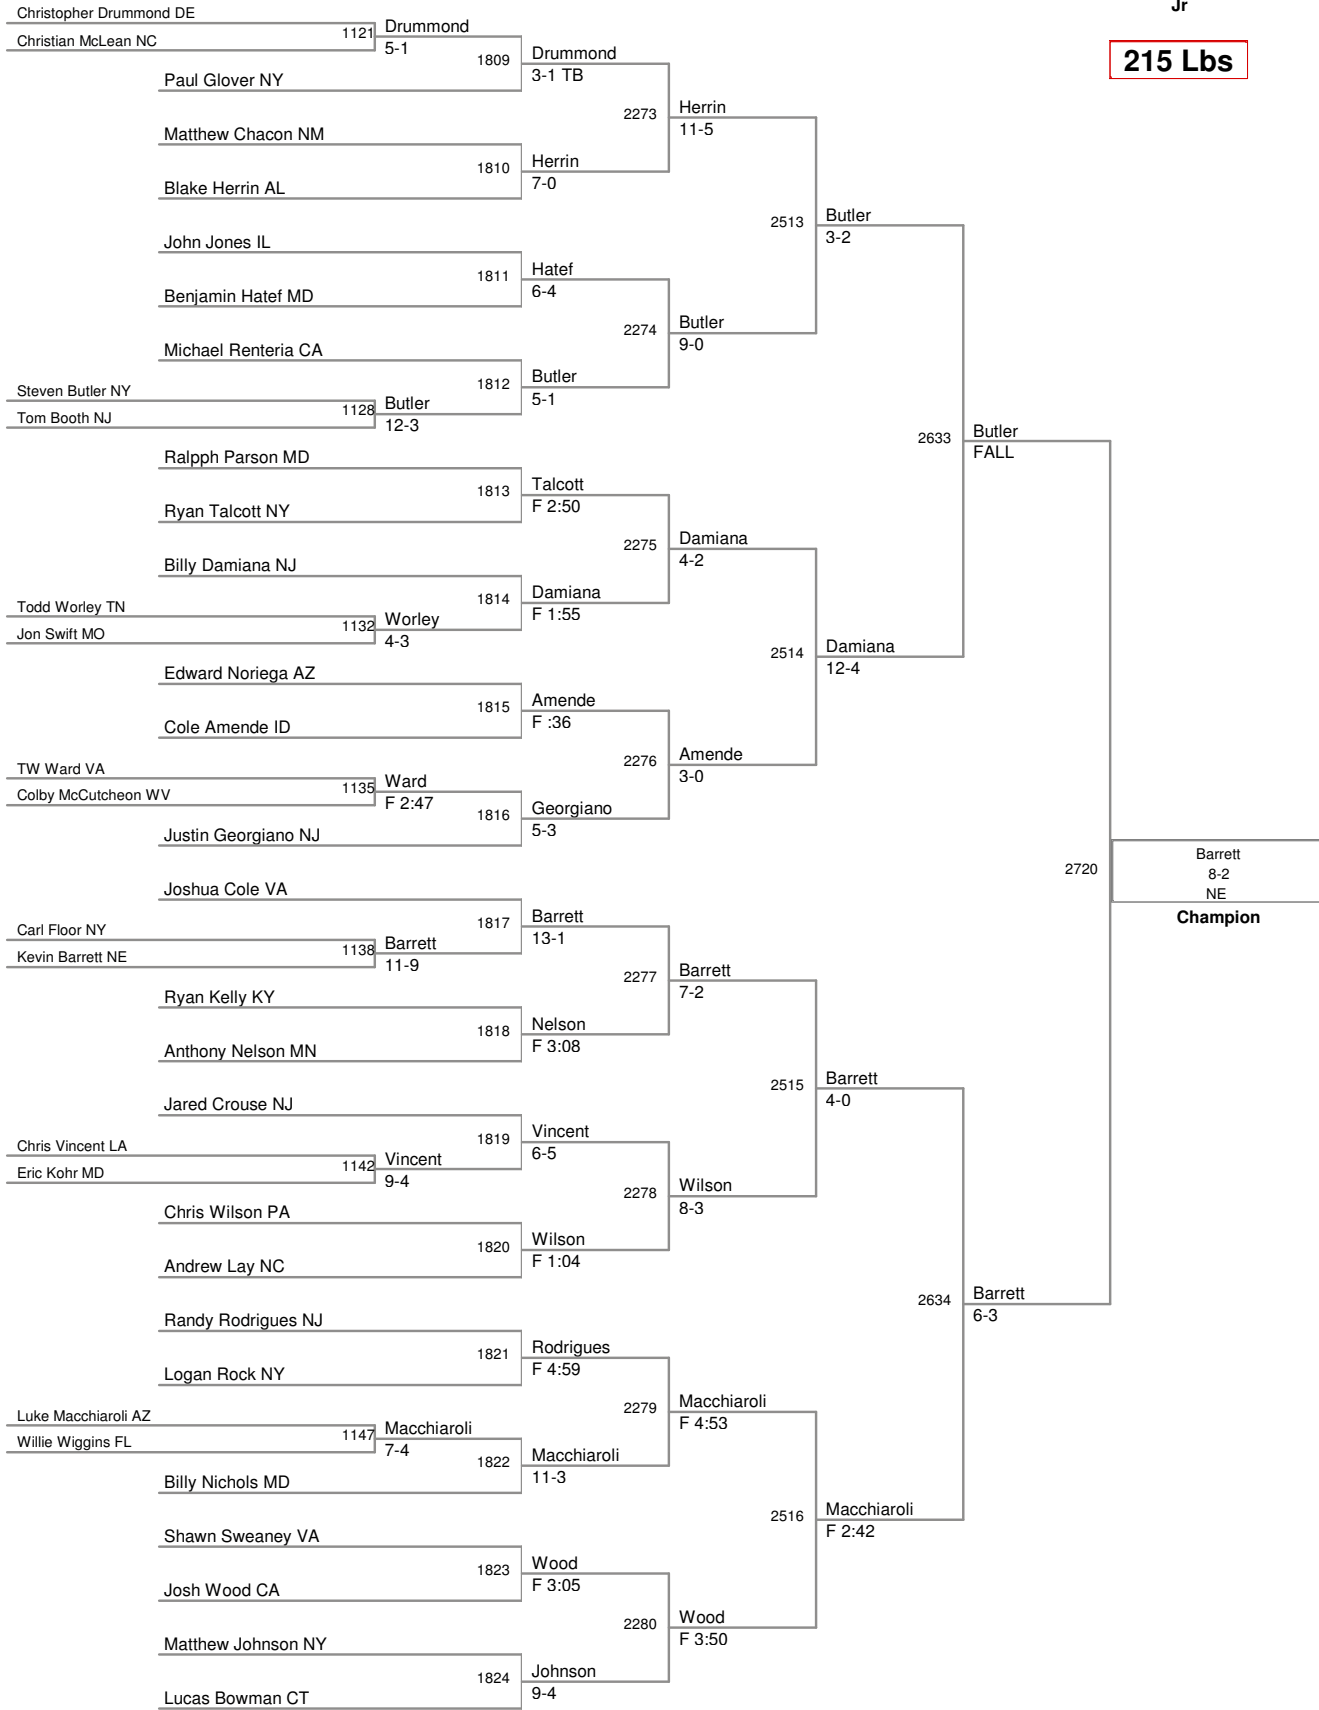 Jr
215 Lbs
Christopher Drummond DE
Christian McLean NC
1121
Drummond
5-1
Paul Glover NY
1809
Drummond
3-1 TB
Matthew Chacon NM
Blake Herrin AL
1810
Herrin
7-0
2273
Herrin
11-5
John Jones IL
Benjamin Hatef MD
1811
Hatef
6-4
Michael Renteria CA
Steven Butler NY
Tom Booth NJ
1128
Butler
12-3
1812
Butler
5-1
2274
Butler
9-0
2513
Butler
3-2
Ralpph Parson MD
Ryan Talcott NY
1813
Talcott
F 2:50
Billy Damiana NJ
Todd Worley TN
Jon Swift MO
1132
Worley
4-3
1814
Damiana
F 1:55
2275
Damiana
4-2
Edward Noriega AZ
Cole Amende ID
1815
Amende
F :36
TW Ward VA
Colby McCutcheon WV
1135
Ward
F 2:47
Justin Georgiano NJ
1816
Georgiano
5-3
2276
Amende
3-0
2514
Damiana
12-4
2633
Butler
FALL
Joshua Cole VA
Carl Floor NY
Kevin Barrett NE
1138
Barrett
11-9
1817
Barrett
13-1
Ryan Kelly KY
Anthony Nelson MN
1818
Nelson
F 3:08
2277
Barrett
7-2
Jared Crouse NJ
Chris Vincent LA
Eric Kohr MD
1142
Vincent
9-4
1819
Vincent
6-5
Chris Wilson PA
Andrew Lay NC
1820
Wilson
F 1:04
2278
Wilson
8-3
2515
Barrett
4-0
Randy Rodrigues NJ
Logan Rock NY
1821
Rodrigues
F 4:59
Luke Macchiaroli AZ
Willie Wiggins FL
1147
Macchiaroli
7-4
Billy Nichols MD
1822
Macchiaroli
11-3
2279
Macchiaroli
F 4:53
Shawn Sweaney VA
Josh Wood CA
1823
Wood
F 3:05
Matthew Johnson NY
Lucas Bowman CT
1824
Johnson
9-4
2280
Wood
F 3:50
2516
Macchiaroli
F 2:42
2634
Barrett
6-3
2720
Barrett
8-2
NE
Champion